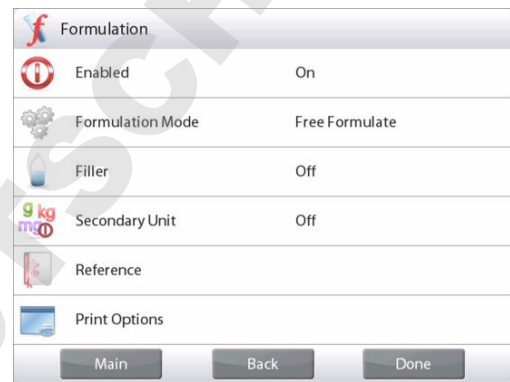 Formulation
Enabled On
Formulation Mode Free Formulate
Filler Off
g kg
mg
Secondary Unit Off
Reference
Print Options
Main Back Done